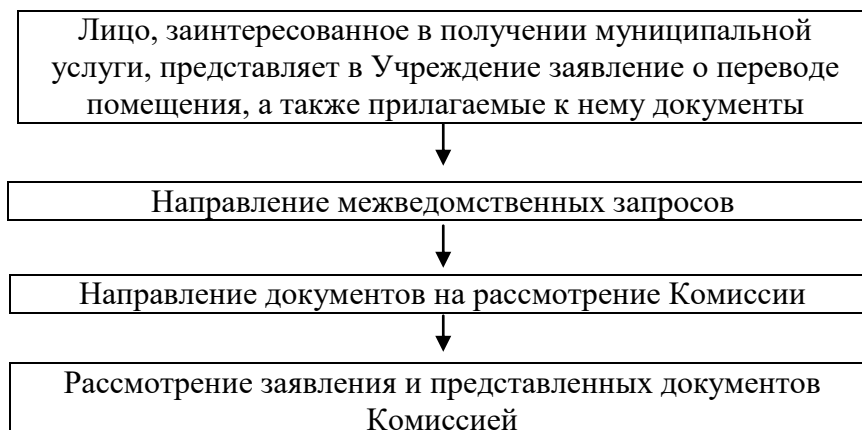 Лицо, заинтересованное в получении муниципальной
услуги, представляет в Учреждение заявление о переводе
помещения, а также прилагаемые к нему документы
Направление межведомственных запросов
Направление документов на рассмотрение Комиссии
Рассмотрение заявления и представленных документов
Комиссией